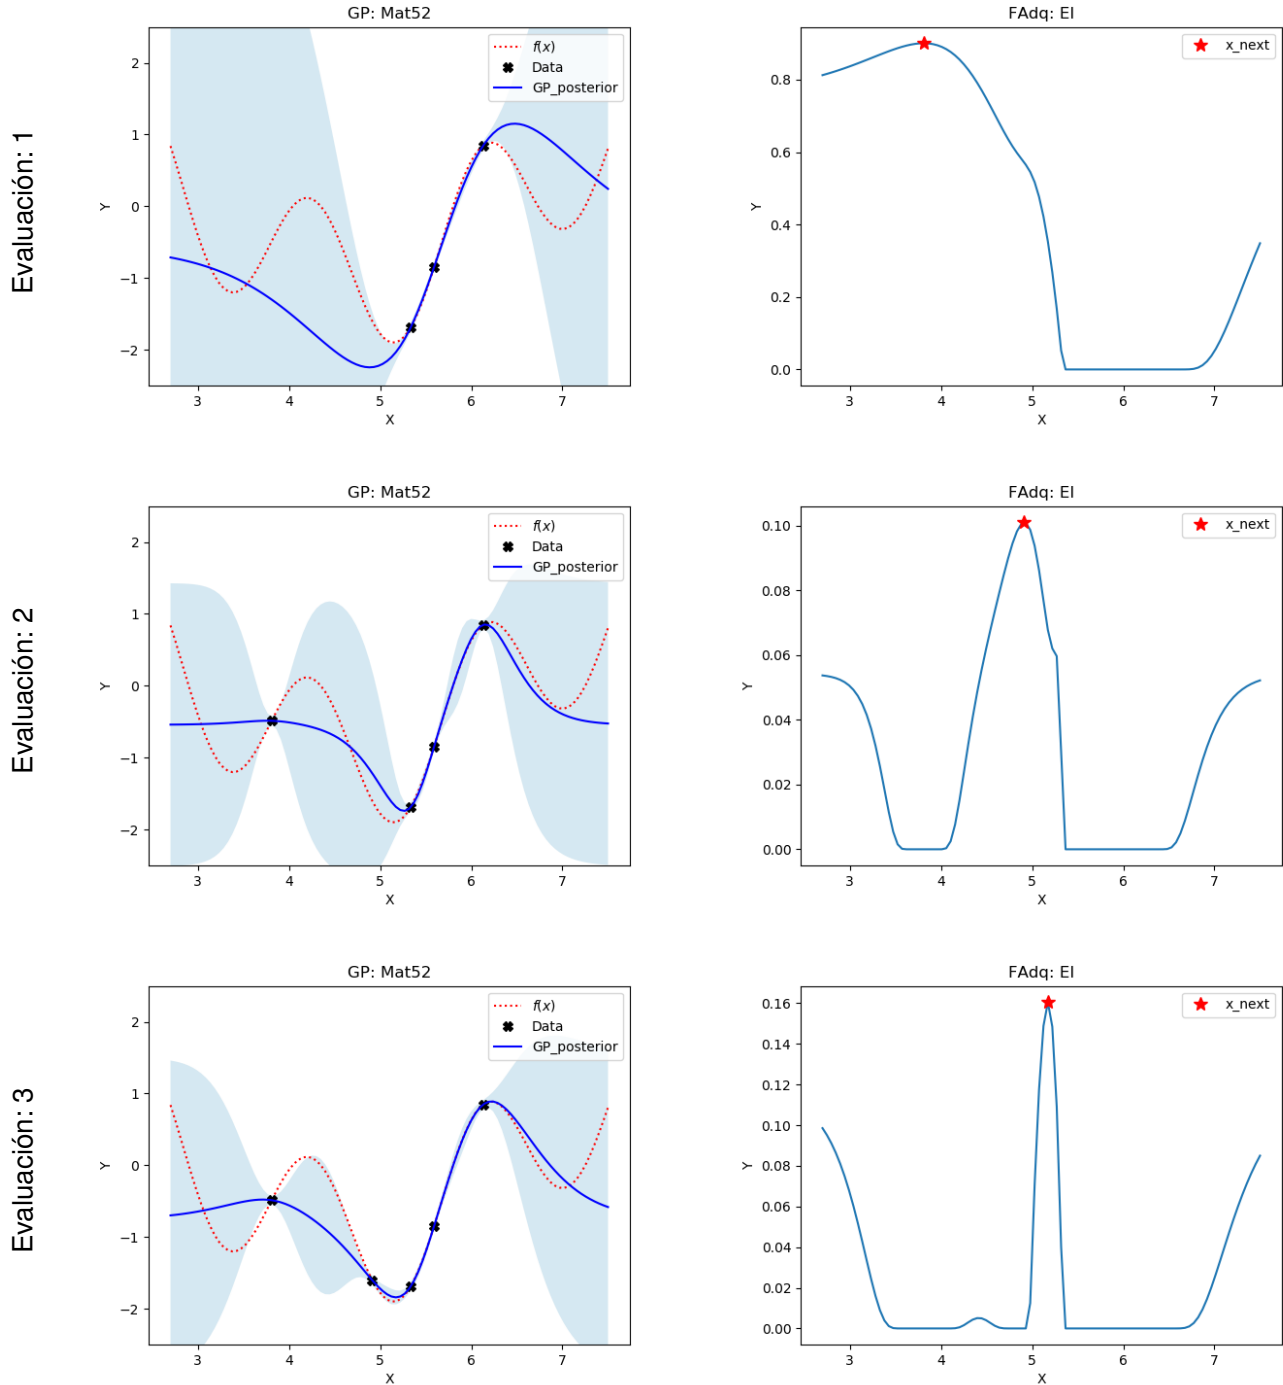 Evaluación: 1
GP: Mat52
f(x)
Data
GP_posterior
2
1
0
−1
−2
Y
3 4 5 6 7
X
FAdq: EI
x_next
0.8
0.6
0.4
0.2
0.0
Y
3 4 5 6 7
X
Evaluación: 2
GP: Mat52
f(x)
Data
GP_posterior
2
1
0
−1
−2
Y
3 4 5 6 7
X
FAdq: EI
x_next
0.10
0.08
0.06
0.04
0.02
0.00
Y
3 4 5 6 7
X
Evaluación: 3
GP: Mat52
f(x)
Data
GP_posterior
2
1
0
−1
−2
Y
3 4 5 6 7
X
FAdq: EI
x_next
0.16
0.14
0.12
0.10
0.08
0.06
0.04
0.02
0.00
Y
3 4 5 6 7
X